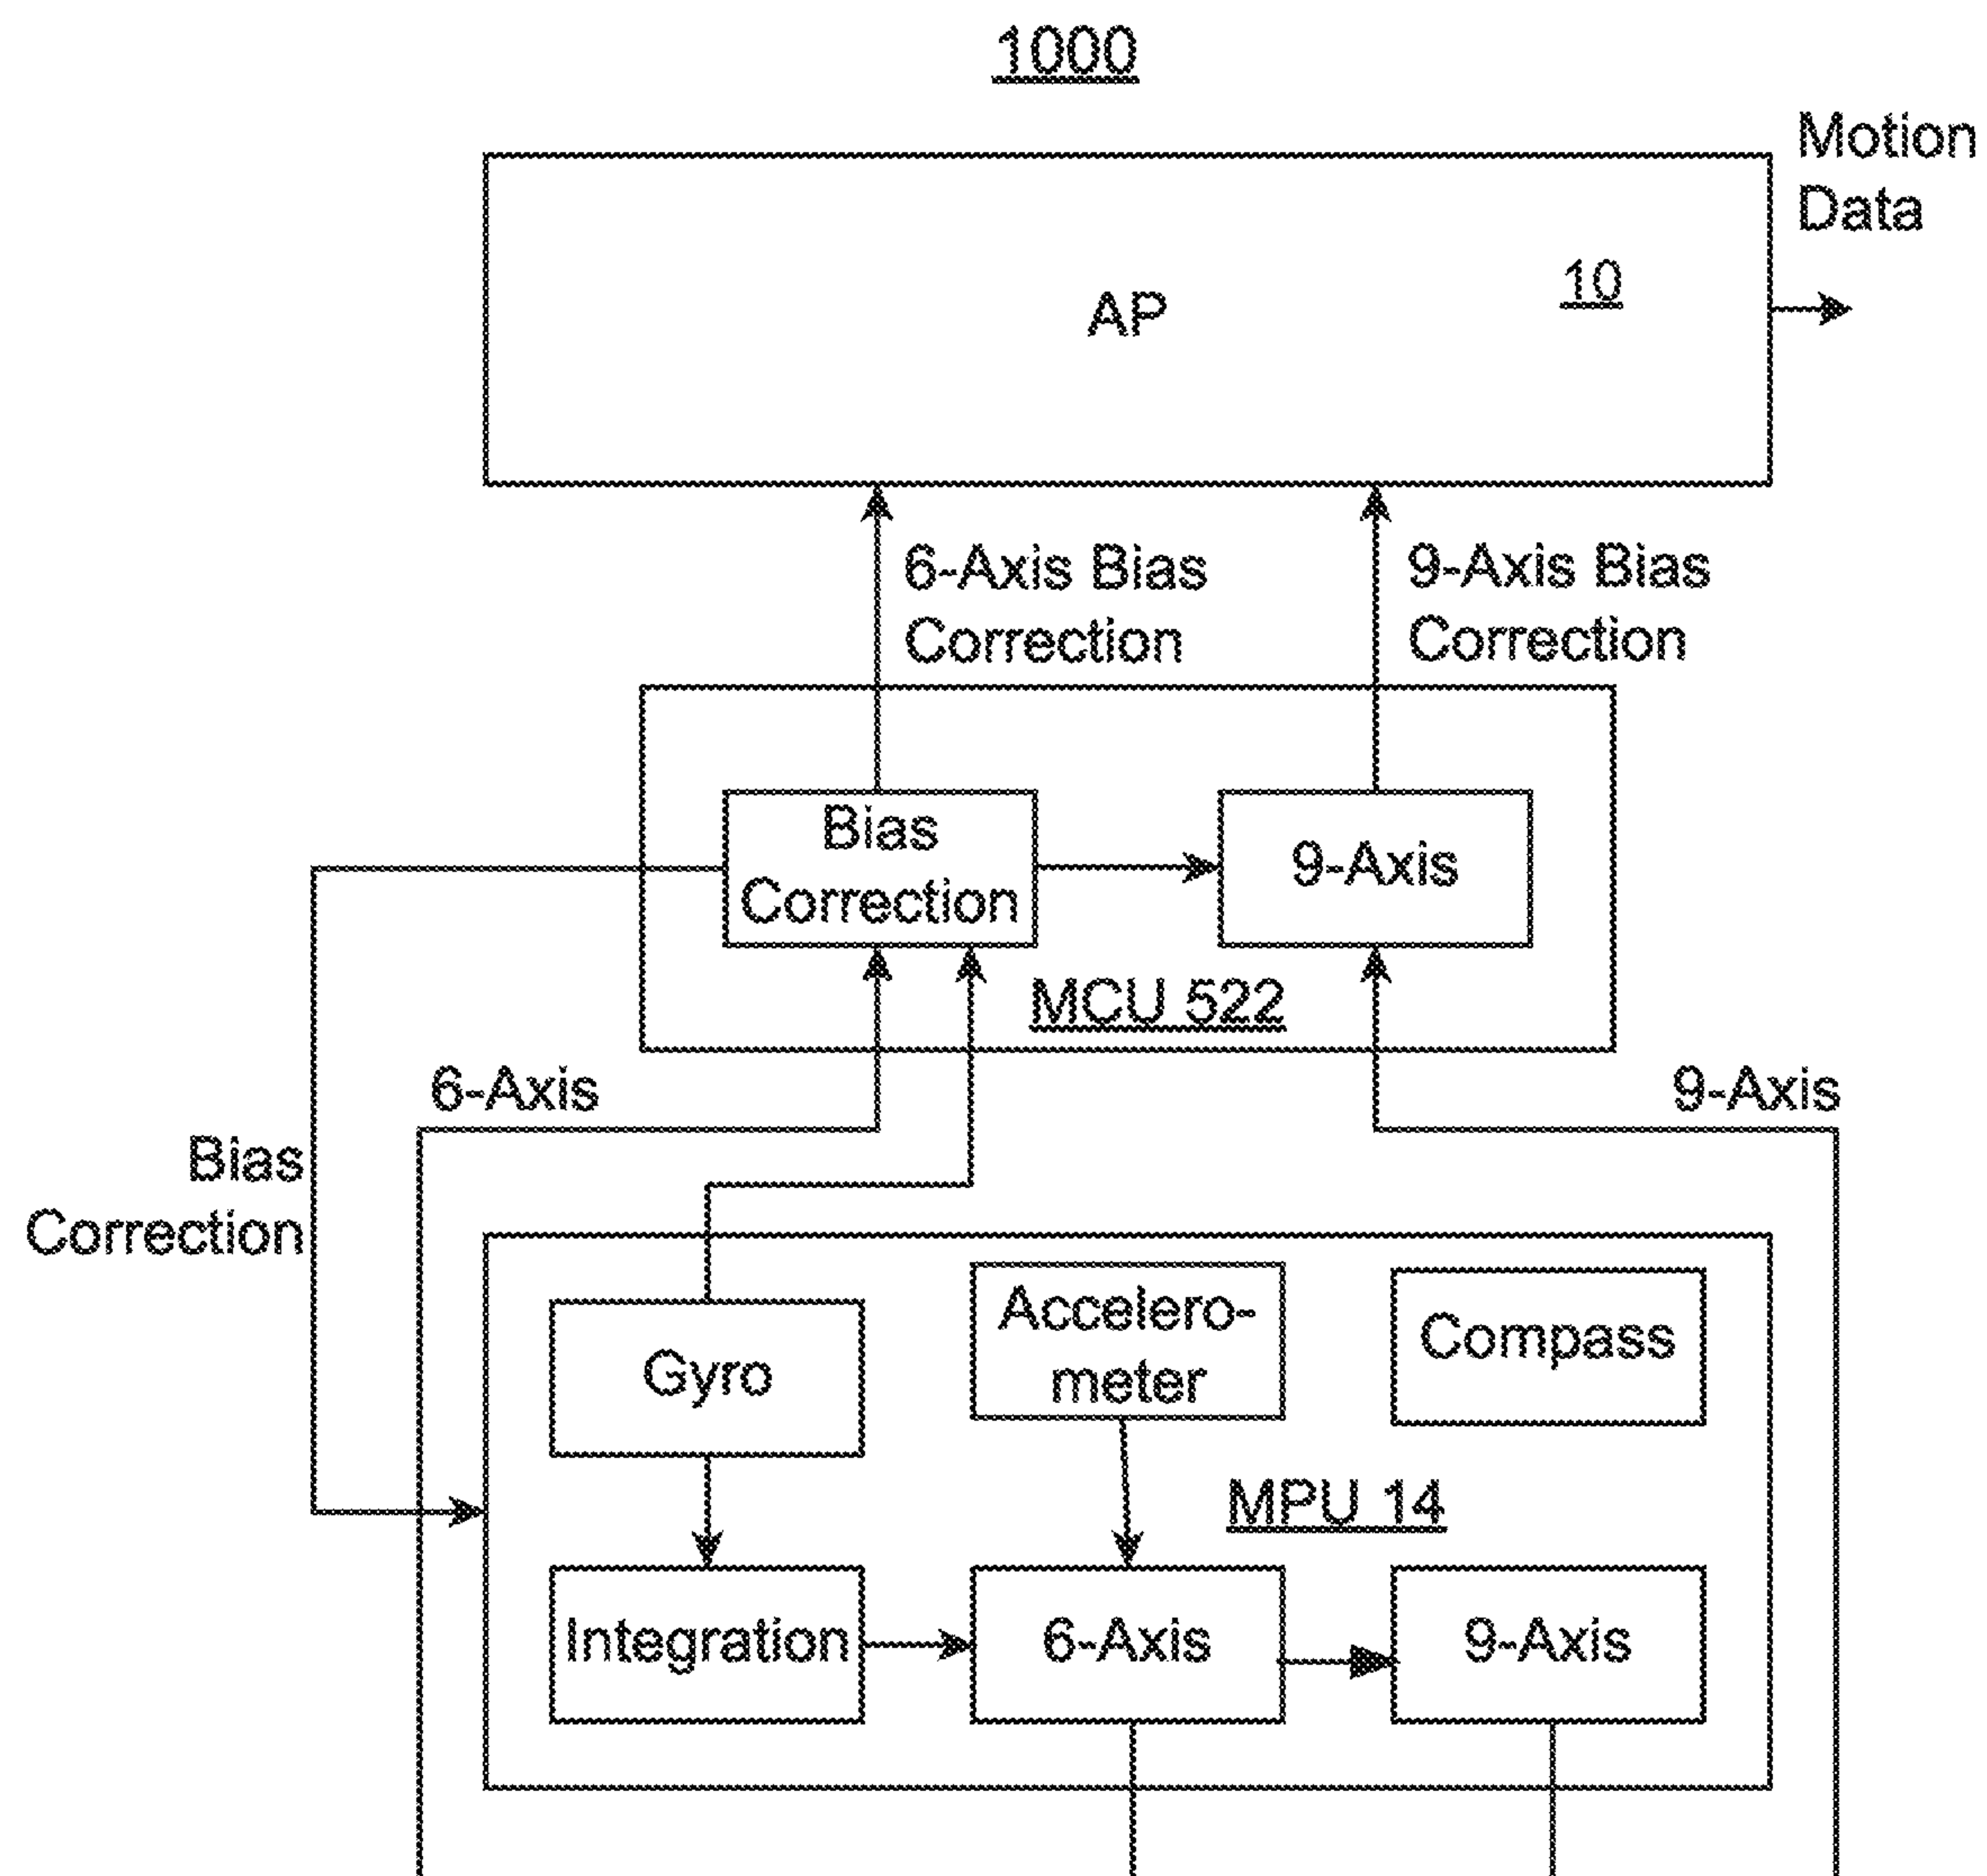 1000
Motion
Data
10
AP
6-Axis Bias
Correction
9-Axis Bias
Correction
Bias
Correction
9-Axis
MCU 522
6-Axis
9-Axis
Bias
Correction
Accelero-
meter
Compass
Gyro
MPU 14
Integration
6-Axis
9-Axis